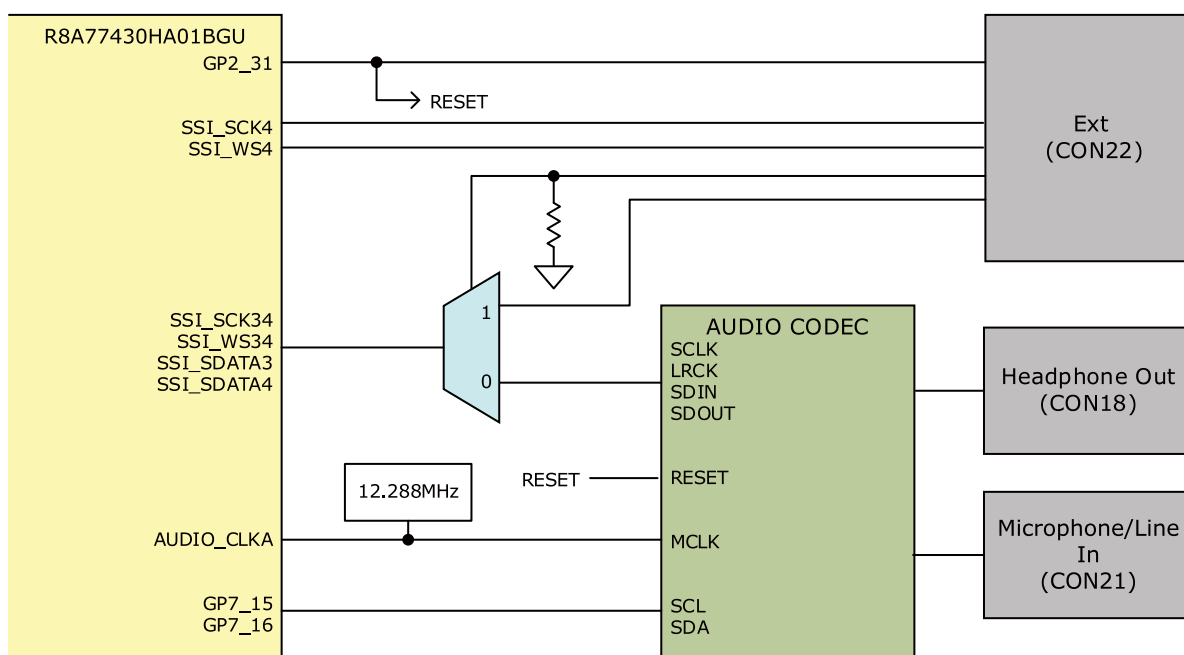 R8A77430HA01BGU
GP2_31
RESET
SSI_SCK4
SSI_WS4
Ext
(CON22)
1
0
SSI_SCK34
SSI_WS34
SSI_SDATA3
SSI_SDATA4
AUDIO CODEC
SCLK
LRCK
SDIN
SDOUT
Headphone Out
(CON18)
RESET
RESET
12.288MHz
AUDIO_CLKA
MCLK
Microphone/Line
In
(CON21)
GP7_15
GP7_16
SCL
SDA